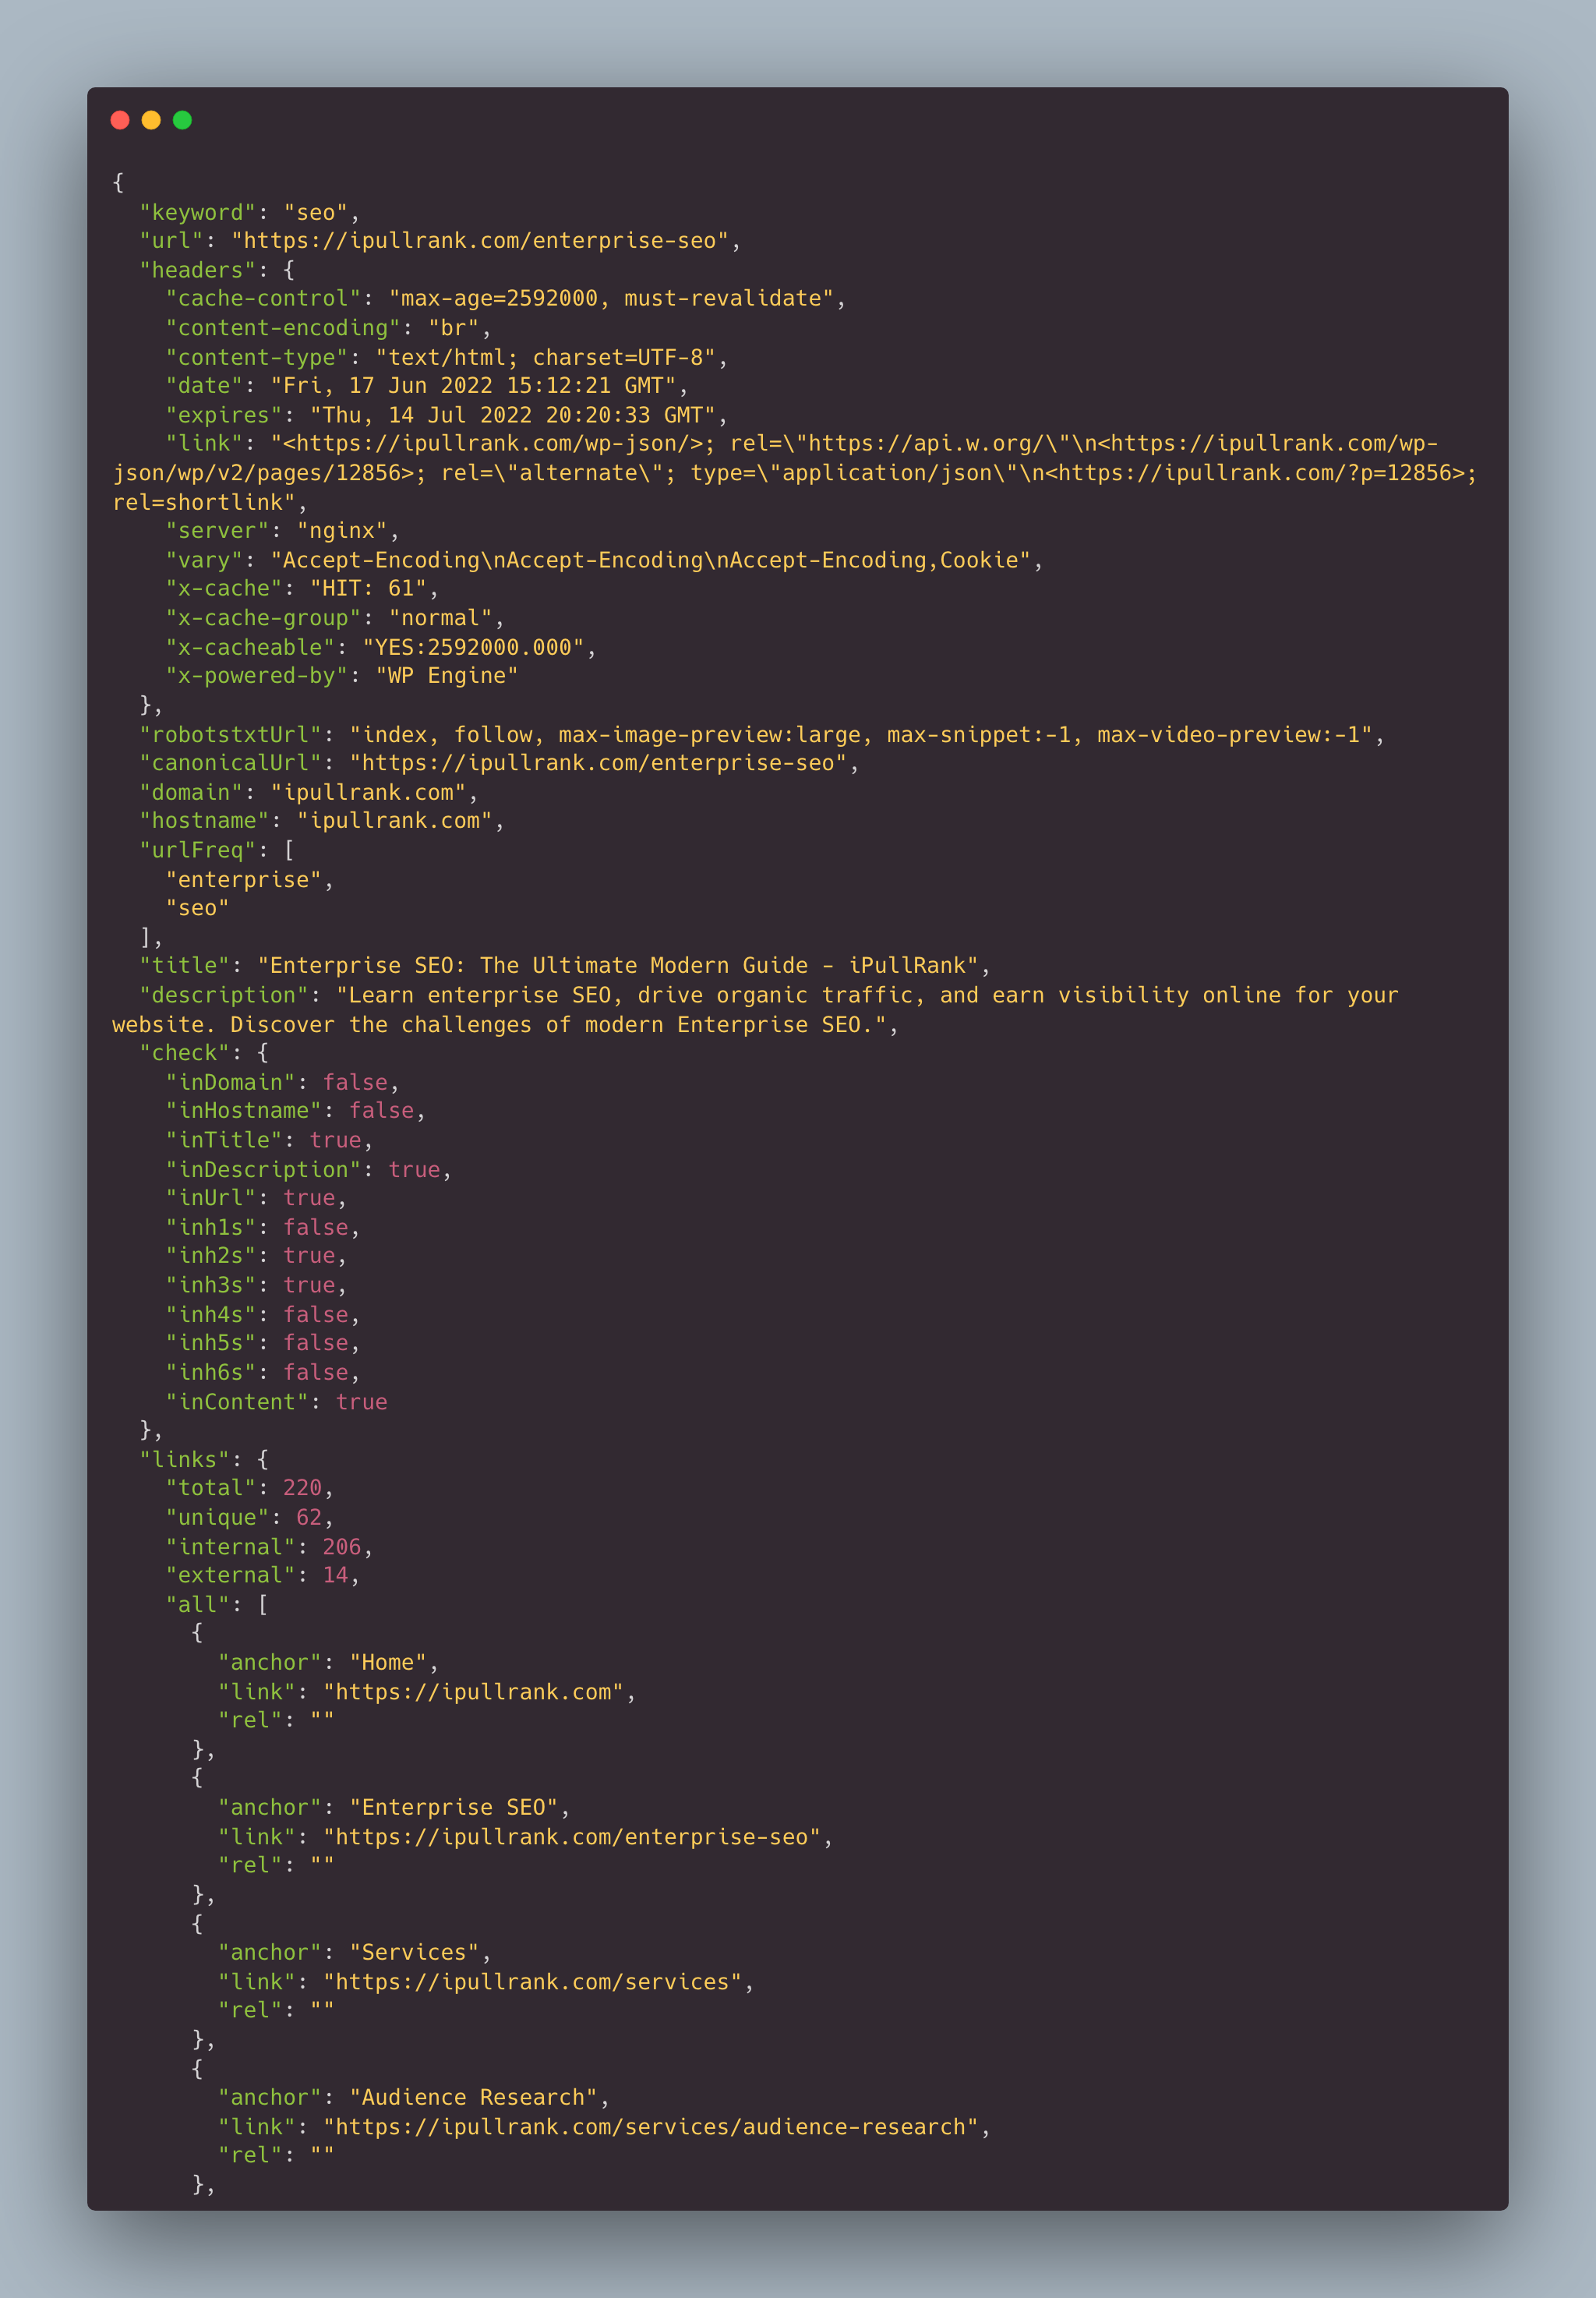 {
  "keyword": "seo",
  "url": "https://ipullrank.com/enterprise-seo",
  "headers": {
    "cache-control": "max-age=2592000, must-revalidate",
    "content-encoding": "br",
    "content-type": "text/html; charset=UTF-8",
    "date": "Fri, 17 Jun 2022 15:12:21 GMT",
    "expires": "Thu, 14 Jul 2022 20:20:33 GMT",
    "link": "<https://ipullrank.com/wp-json/>; rel=\"https://api.w.org/\"\n<https://ipullrank.com/wp-
json/wp/v2/pages/12856>; rel=\"alternate\"; type=\"application/json\"\n<https://ipullrank.com/?p=12856>;
rel=shortlink",
    "server": "nginx",
    "vary": "Accept-Encoding\nAccept-Encoding\nAccept-Encoding,Cookie",
    "x-cache": "HIT: 61",
    "x-cache-group": "normal",
    "x-cacheable": "YES:2592000.000",
    "x-powered-by": "WP Engine"
  },
  "robotstxtUrl": "index, follow, max-image-preview:large, max-snippet:-1, max-video-preview:-1",
  "canonicalUrl": "https://ipullrank.com/enterprise-seo",
  "domain": "ipullrank.com",
  "hostname": "ipullrank.com",
  "urlFreq": [
    "enterprise",
    "seo"
  ],
  "title": "Enterprise SEO: The Ultimate Modern Guide - iPullRank",
  "description": "Learn enterprise SEO, drive organic traffic, and earn visibility online for your
website. Discover the challenges of modern Enterprise SEO.",
  "check": {
    "inDomain": false,
    "inHostname": false,
    "inTitle": true,
    "inDescription": true,
    "inUrl": true,
    "inh1s": false,
    "inh2s": true,
    "inh3s": true,
    "inh4s": false,
    "inh5s": false,
    "inh6s": false,
    "inContent": true
  },
  "links": {
    "total": 220,
    "unique": 62,
    "internal": 206,
    "external": 14,
    "all": [
      {
        "anchor": "Home",
        "link": "https://ipullrank.com",
        "rel": ""
      },
      {
        "anchor": "Enterprise SEO",
        "link": "https://ipullrank.com/enterprise-seo",
        "rel": ""
      },
      {
        "anchor": "Services",
        "link": "https://ipullrank.com/services",
        "rel": ""
      },
      {
        "anchor": "Audience Research",
        "link": "https://ipullrank.com/services/audience-research",
        "rel": ""
      },